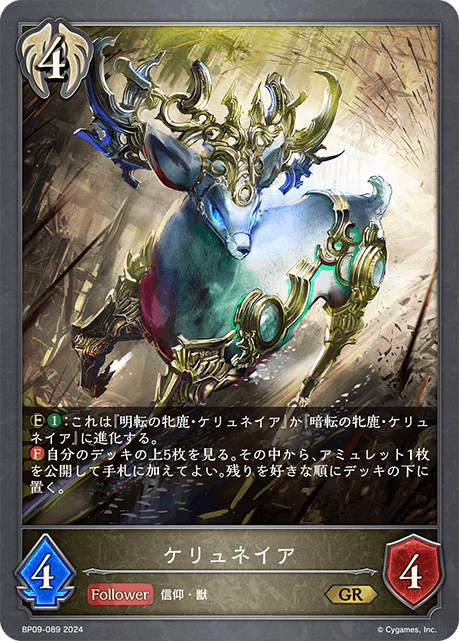 4
E 1：これは『明転の牝鹿・ケリュネイア』か『暗転の牝鹿・ケリュ
ネイア』に進化する。
F 自分のデッキの上5枚を見る。その中から、アミュレット1枚
を公開して手札に加えてよい。残りを好きな順にデッキの下に
置く。
ケリュネイア
4
Follower 信仰・獣
GR
4
BP09-089 2024
© Cygames, Inc.